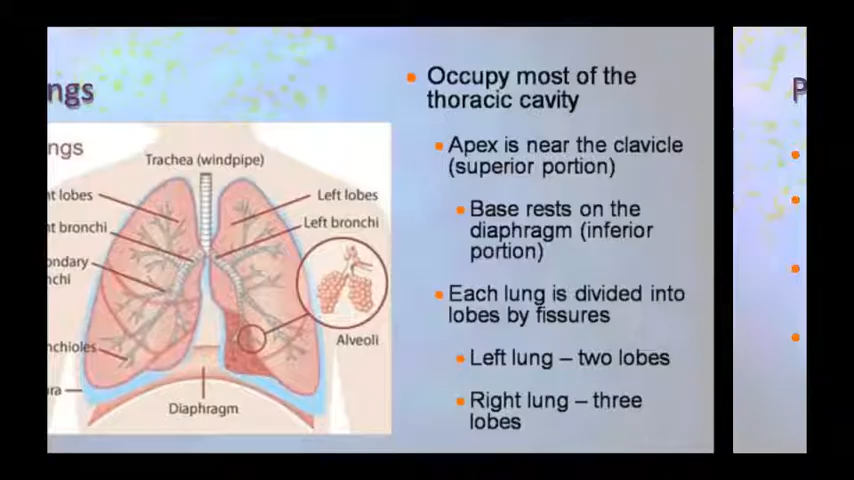 ngs
Occupy most of the
thoracic cavity
Apex is near the clavicle
(superior portion)
Base rests on the
diaphragm (inferior
portion)
Each lung is divided into
lobes by fissures
Left lung – two lobes
Right lung – three
lobes
ngs
Trachea (windpipe)
t lobes
Left lobes
t bronchi
Left bronchi
ondary
nchi
Alveoli
nchioles
ra
Diaphragm
P